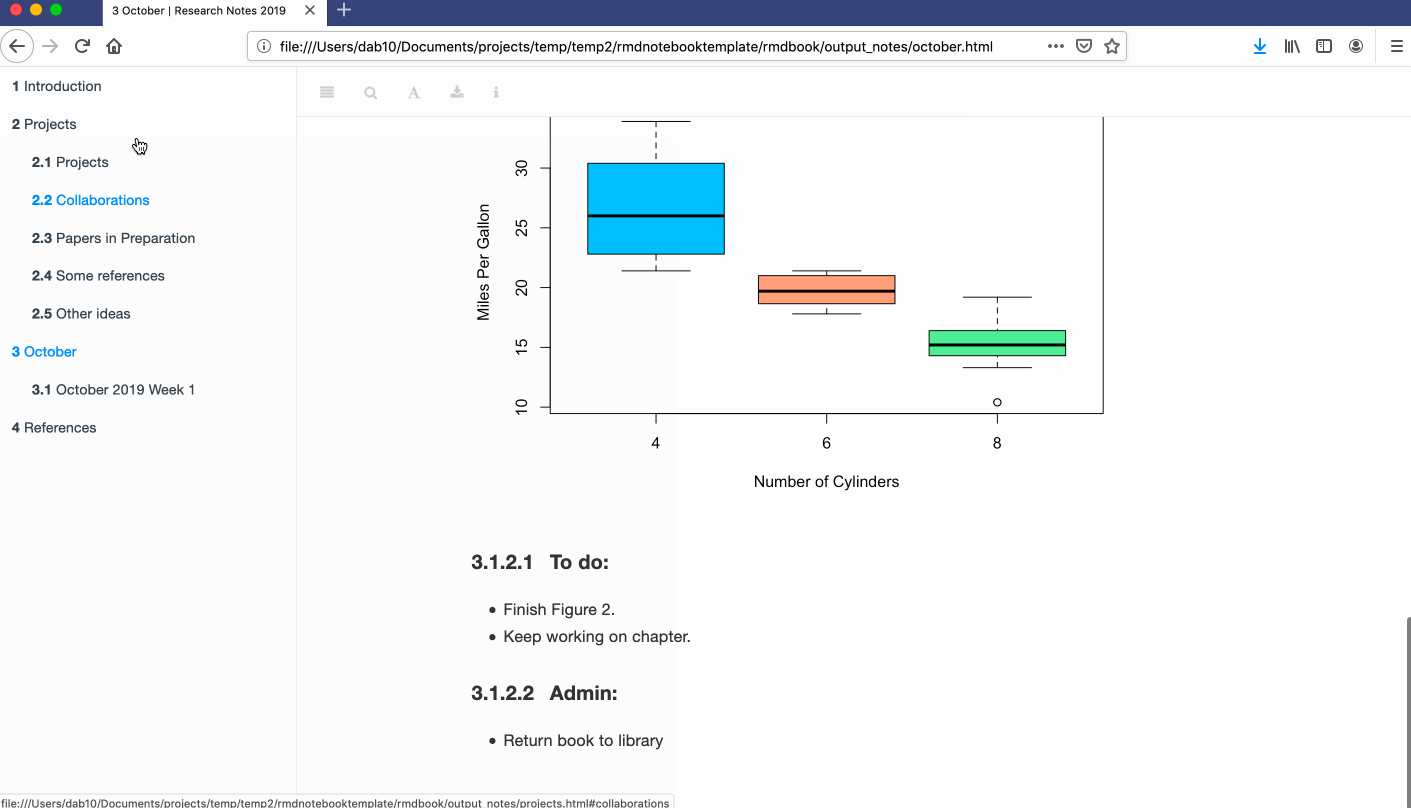 3 October | Research Notes 2019
file:///Users/dab10/Documents/projects/temp/temp2/rmdnotebooktemplate/rmdbook/output_notes/october.html
1 Introduction
2 Projects
2.1 Projects
2.2 Collaborations
2.3 Papers in Preparation
2.4 Some references
2.5 Other ideas
3 October
3.1 October 2019 Week 1
4 References
A
i
Miles Per Gallon
30
25
20
15
10
4 6 8
Number of Cylinders
3.1.2.1 To do:
• Finish Figure 2.
• Keep working on chapter.
3.1.2.2 Admin:
• Return book to library
file:///Users/dab10/Documents/projects/temp/temp2/rmdnotebooktemplate/rmdbook/output_notes/projects.html#collaborations